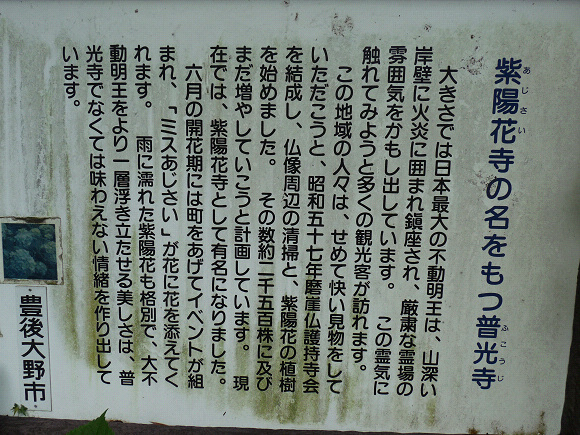 紫陽花寺の名をもつ普光寺
あじさい
ふこうじ
大きさでは日本最大の不動明王は、山深い
岸壁に火炎に囲まれ鎮座され、厳粛な霊場の
雰囲気をかもし出しています。 この霊気に
触れてみようと多くの観光客が訪れます。
この地域の人々は、せめて快い見物をして
いただこうと、昭和五十七年磨崖仏護持寺会
を結成し、仏像周辺の清掃と、紫陽花の植樹
を始めました。 その数約二千五百株に及び
まだ増やしていこうと計画しています。 現
在では、紫陽花寺として有名になりました。
六月の開花期には町をあげてイベントが組
まれ、「ミスあじさい」が花に花を添えてく
れます。 雨に濡れた紫陽花も格別で、大不
動明王をより一層浮き立たせる美しさは、普
光寺でなくては味わえない情緒を作り出して
います。
豊後大野市